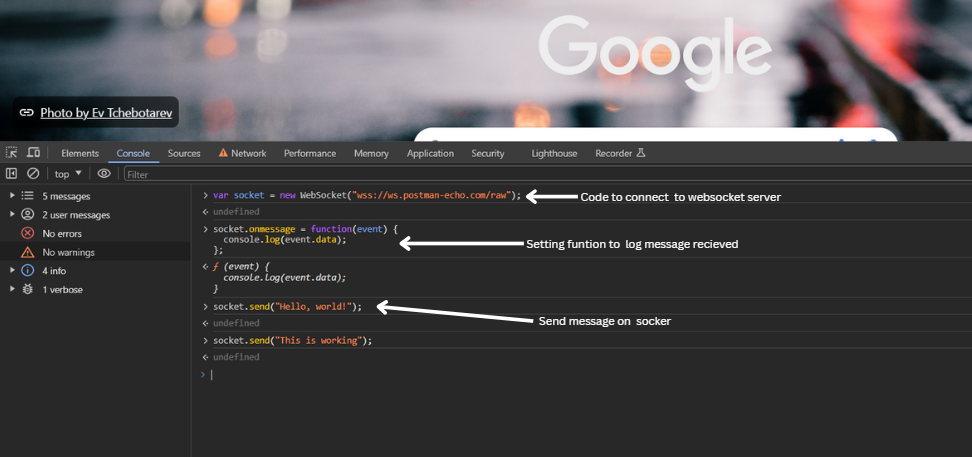 Google
Photo by Ev Tchebotarev
Elements Console Sources Network Performance Memory Application Security Lighthouse Recorder
top Filter
5 messages
2 user messages
No errors
No warnings
4 info
1 verbose
> var socket = new WebSocket("wss://ws.postman-echo.com/raw");
Code to connect to websocket server
undefined
> socket.onmessage = function(event) {
console.log(event.data);
};
Setting funtion to log message recieved
ƒ (event) {
console.log(event.data);
}
> socket.send("Hello, world!");
Send message on socker
undefined
> socket.send("This is working");
undefined
>